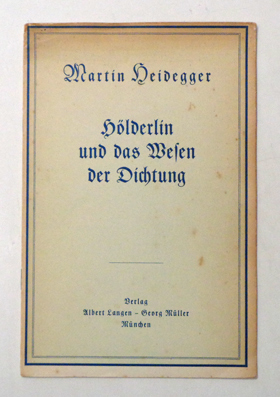 Martin Heidegger
Hölderlin
und das Weſen
der Dichtung
Verlag
Albert Langen – Georg Müller
München